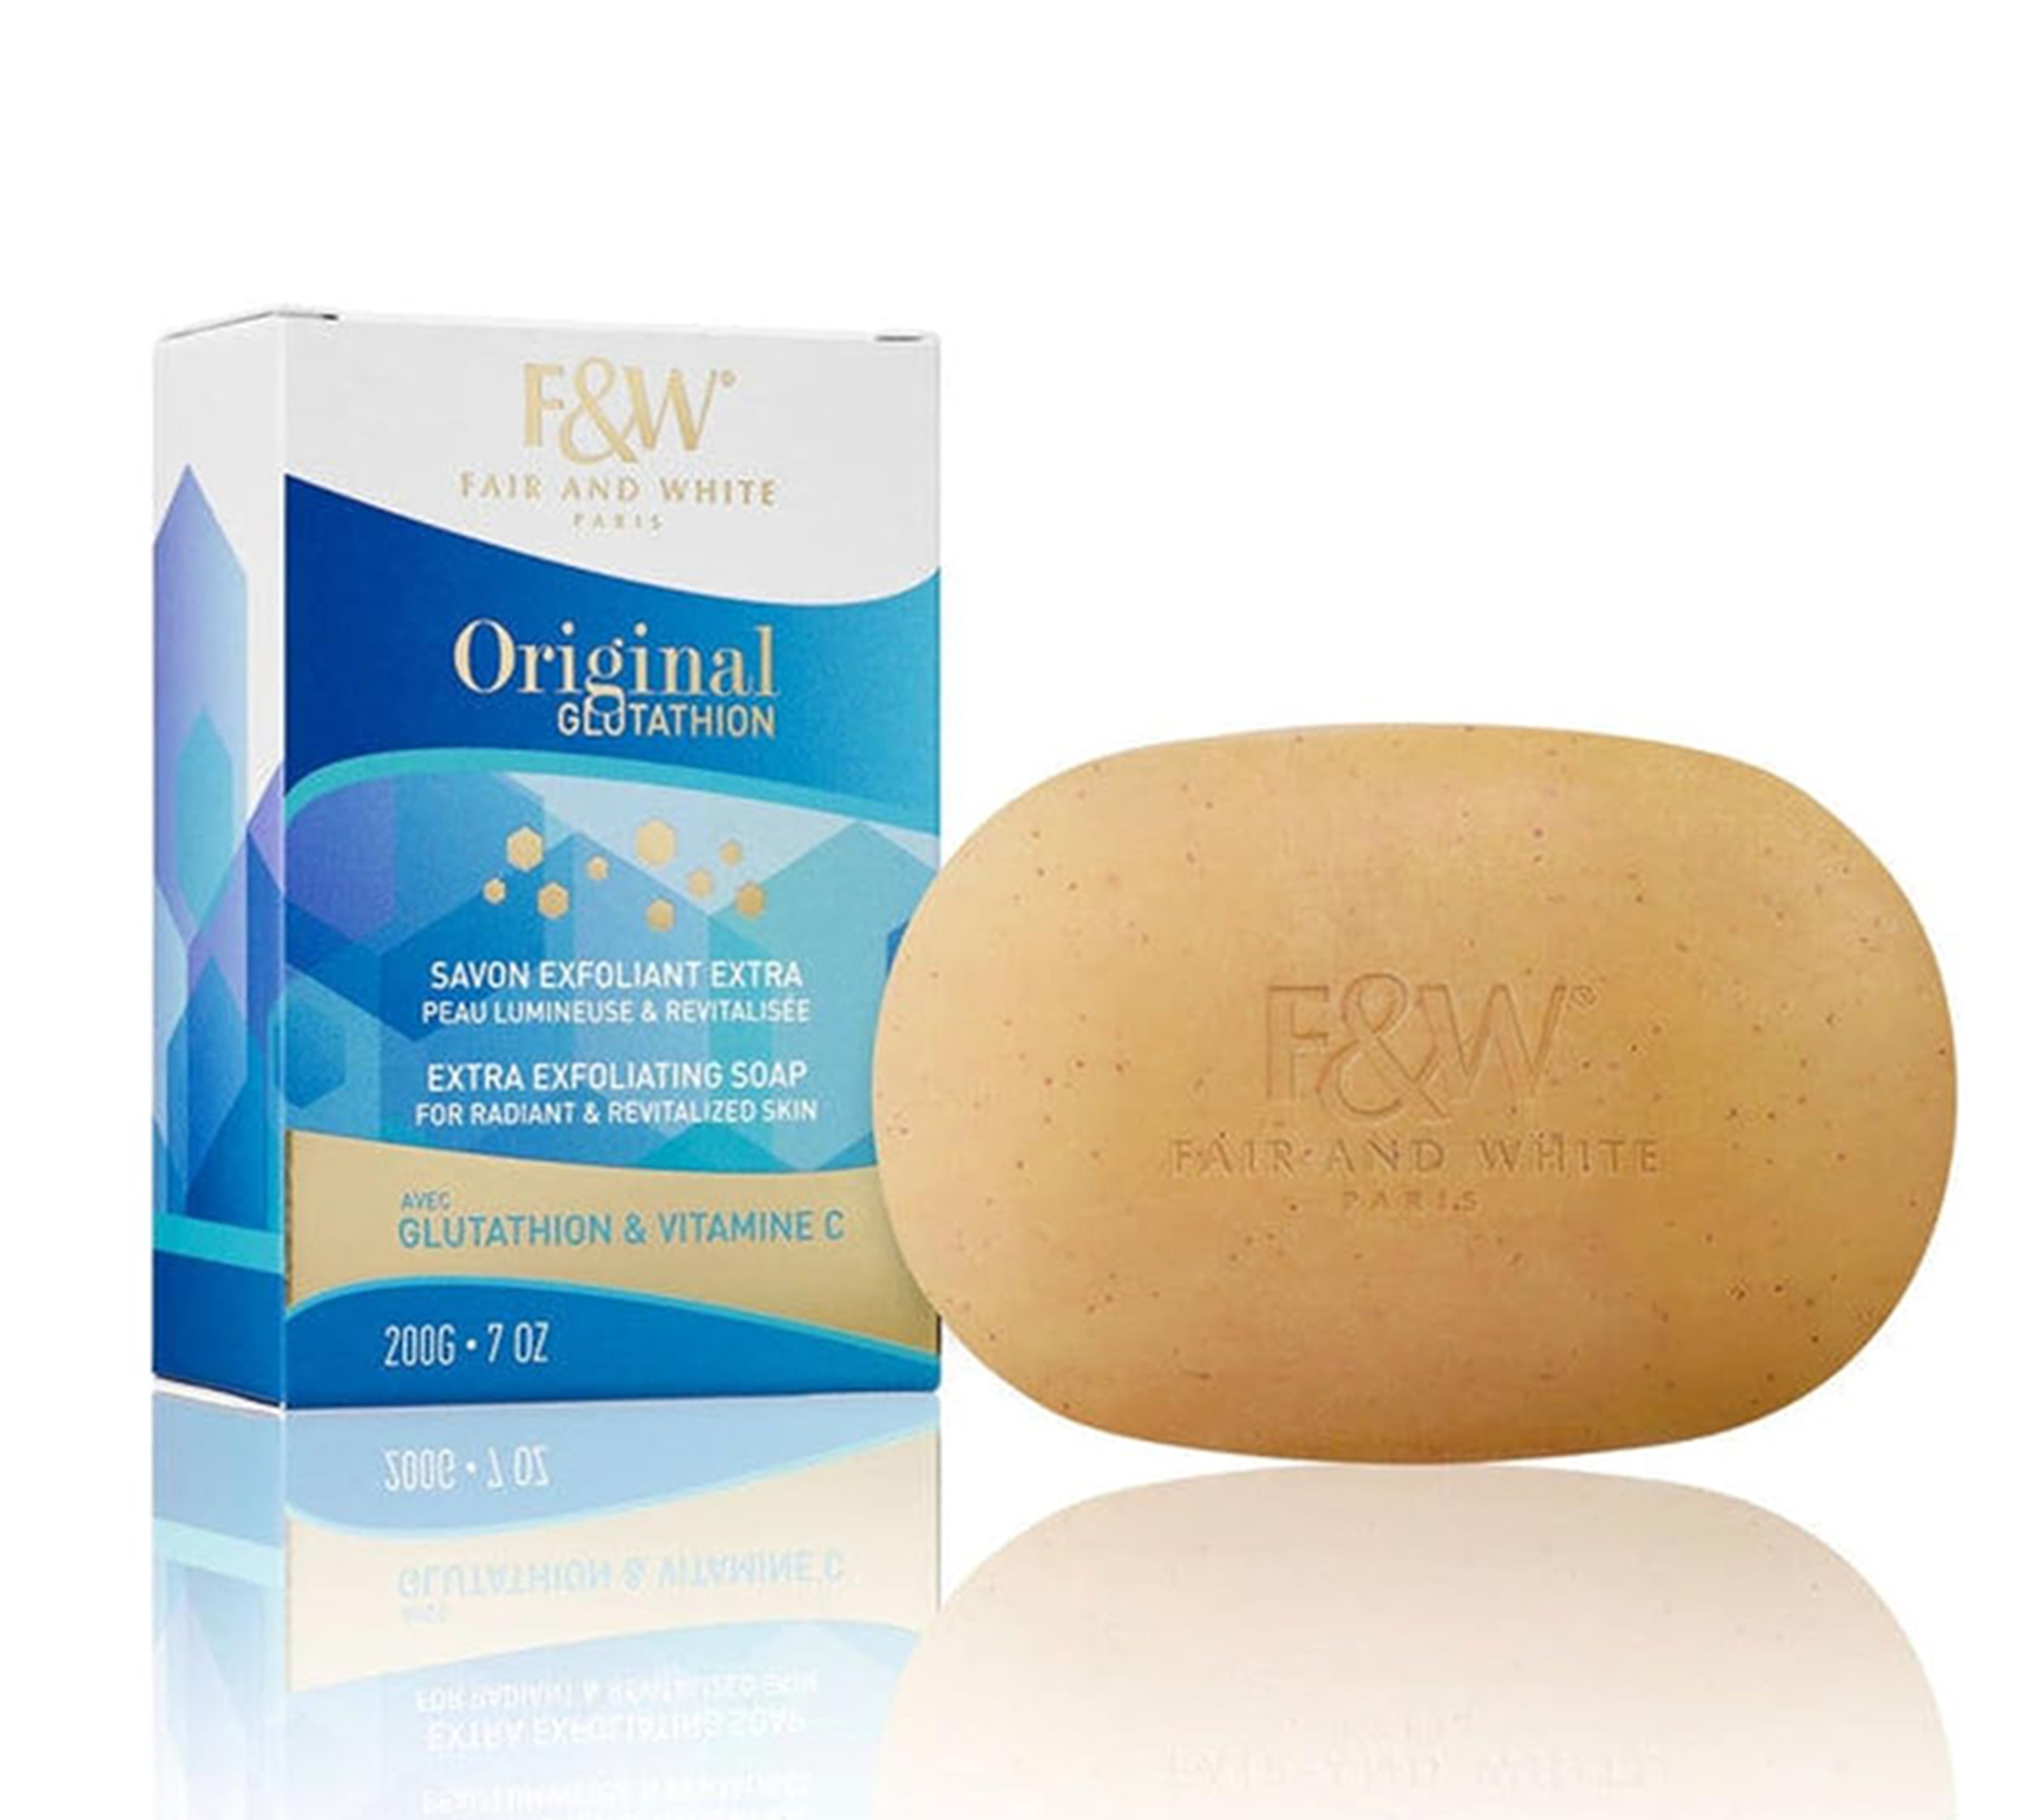 F&W®
FAIR AND WHITE
PARIS
Original
GLUTATHION
SAVON EXFOLIANT EXTRA
PEAU LUMINEUSE & REVITALISÉE
EXTRA EXFOLIATING SOAP
FOR RADIANT & REVITALIZED SKIN
AVEC
GLUTATHION & VITAMINE C
200G • 7 OZ
F&W®
FAIR AND WHITE
PARIS